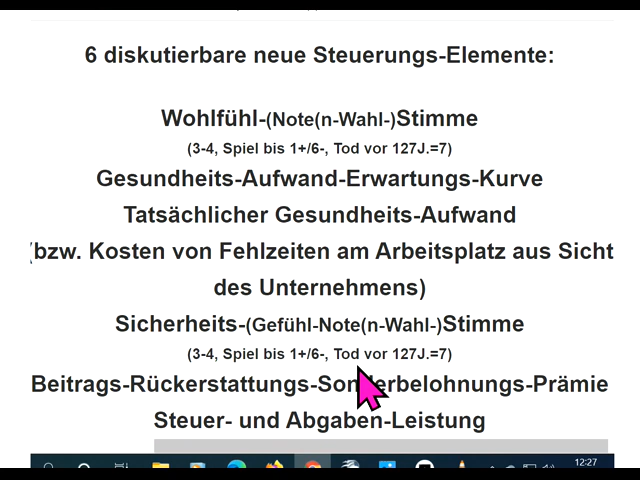 6 diskutierbare neue Steuerungs-Elemente:
Wohlfühl-(Note(n-Wahl-)Stimme
(3-4, Spiel bis 1+/6-, Tod vor 127J.=7)
Gesundheits-Aufwand-Erwartungs-Kurve
Tatsächlicher Gesundheits-Aufwand
(bzw. Kosten von Fehlzeiten am Arbeitsplatz aus Sicht
des Unternehmens)
Sicherheits-(Gefühl-Note(n-Wahl-)Stimme
(3-4, Spiel bis 1+/6-, Tod vor 127J.=7)
Beitrags-Rückerstattungs-Sonderbelohnungs-Prämie
Steuer- und Abgaben-Leistung
12:27